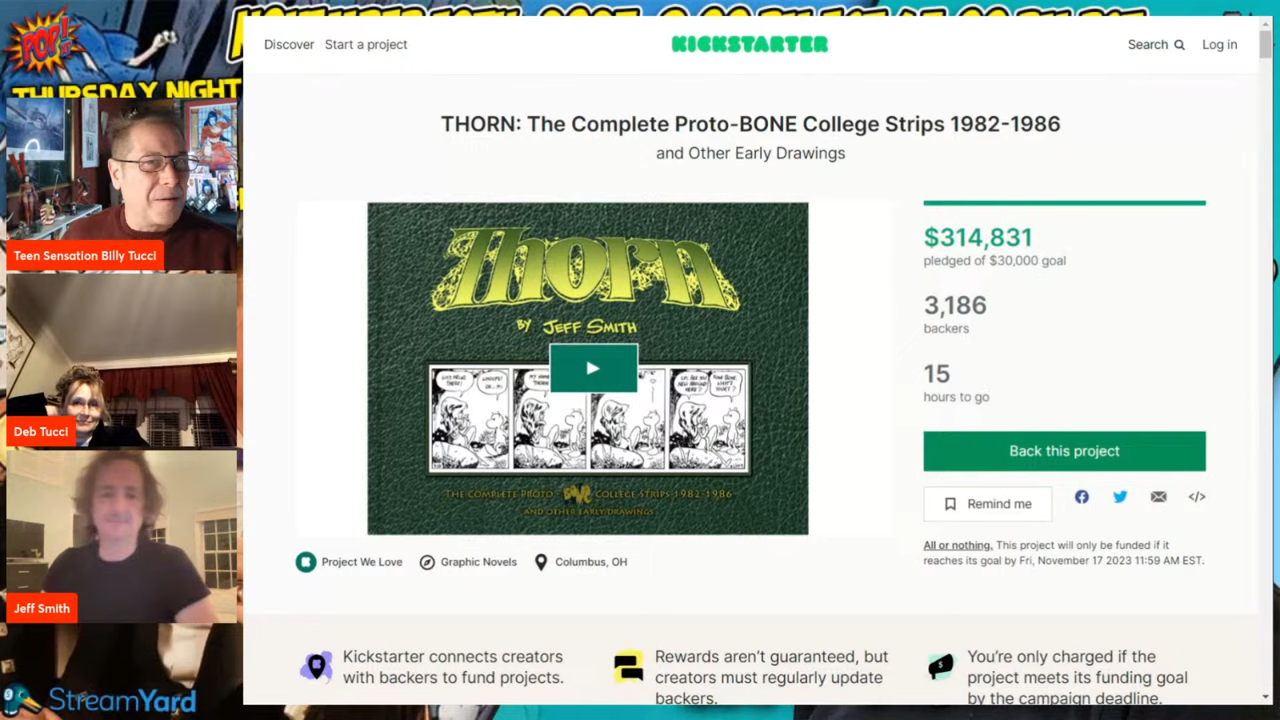 POP!
THURSDAY NIGHT
Discover
Start a project
KICKSTARTER
Search
Log in
THORN: The Complete Proto-BONE College Strips 1982-1986
and Other Early Drawings
Thorn
BY JEFF SMITH
THE COMPLETE PROTO-BONE COLLEGE STRIPS 1982-1986
AND OTHER EARLY DRAWINGS
$314,831
pledged of $30,000 goal
3,186
backers
15
hours to go
Back this project
Remind me
All or nothing. This project will only be funded if it
reaches its goal by Fri, November 17 2023 11:59 AM EST.
Project We Love
Graphic Novels
Columbus, OH
Kickstarter connects creators
with backers to fund projects.
Rewards aren't guaranteed, but
creators must regularly update
backers.
You're only charged if the
project meets its funding goal
by the campaign deadline.
Teen Sensation Billy Tucci
Deb Tucci
Jeff Smith
StreamYard